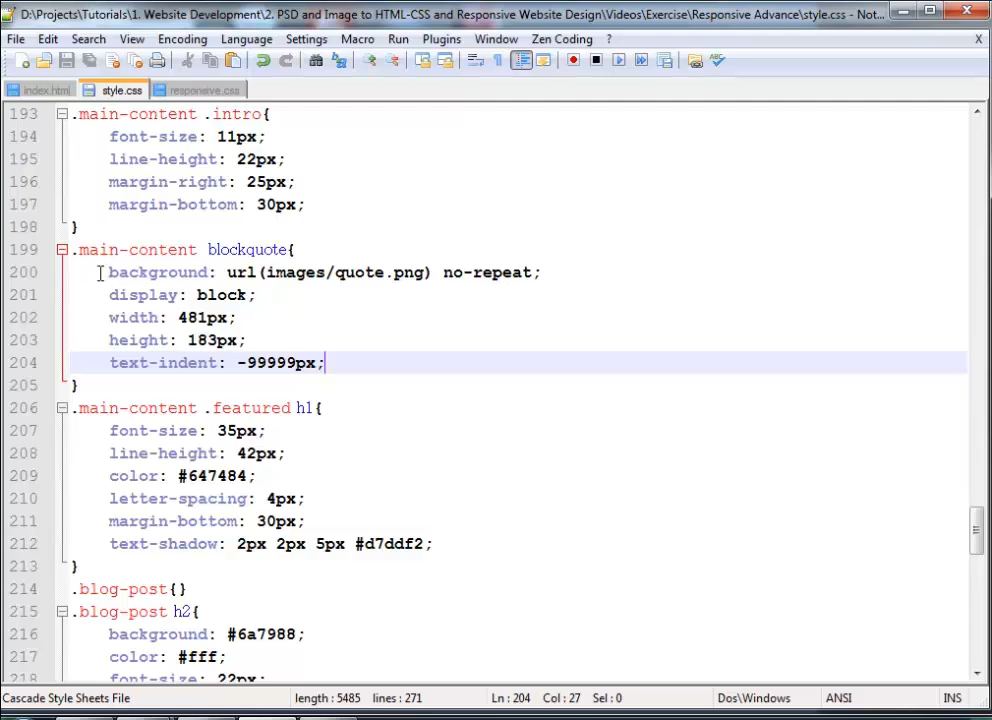 D:\Projects\Tutorials\1. Website Development\2. PSD and Image to HTML-CSS and Responsive Website Design\Videos\Exercise\Responsive Advance\style.css - Not...
File Edit Search View Encoding Language Settings Macro Run Plugins Window Zen Coding ? X
index.html style.css responsive.css
193 .main-content .intro{
194 font-size: 11px;
195 line-height: 22px;
196 margin-right: 25px;
197 margin-bottom: 30px;
198 }
199 .main-content blockquote{
200 background: url(images/quote.png) no-repeat;
201 display: block;
202 width: 481px;
203 height: 183px;
204 text-indent: -99999px;
205 }
206 .main-content .featured h1{
207 font-size: 35px;
208 line-height: 42px;
209 color: #647484;
210 letter-spacing: 4px;
211 margin-bottom: 30px;
212 text-shadow: 2px 2px 5px #d7ddf2;
213 }
214 .blog-post{}
215 .blog-post h2{
216 background: #6a7988;
217 color: #fff;
218 font-size: 22px;
Cascade Style Sheets File length : 5485 lines : 271 Ln : 204 Col : 27 Sel : 0 Dos\Windows ANSI INS